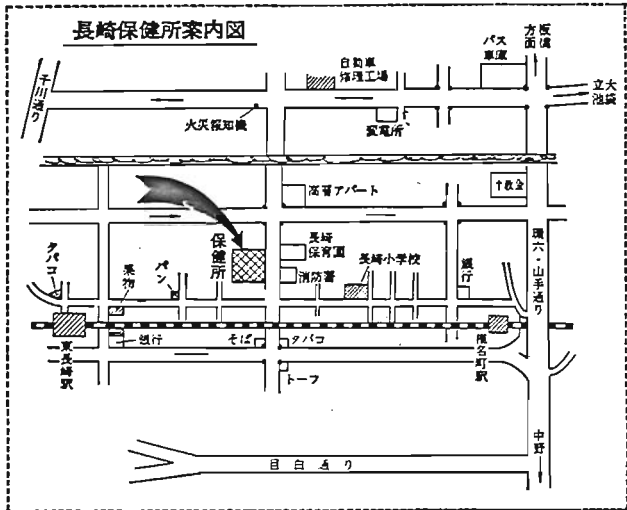 長崎保健所案内図
千川通り
自動車
修理工場
バス
車庫
板橋
方面
立大
池袋
火災報知機
変電所
高層アパート
十教会
保健所
長崎
保育園
消防署
長崎小学校
銀行
環六・山手通り
タバコ
果物
パン
東長崎駅
銀行
そば
タバコ
トーフ
椎名町駅
目白通り
中野